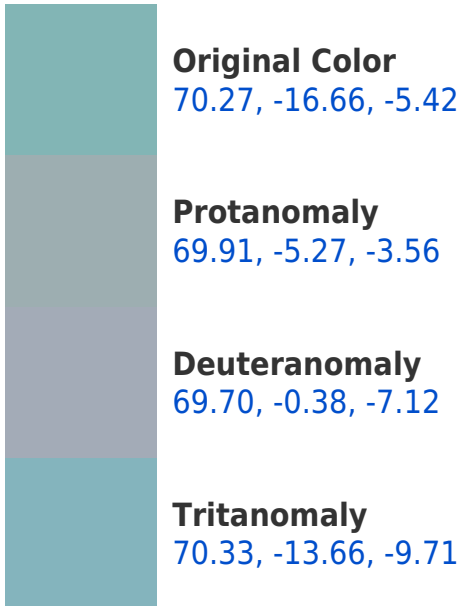 Original Color
70.27, -16.66, -5.42
Protanomaly
69.91, -5.27, -3.56
Deuteranomaly
69.70, -0.38, -7.12
Tritanomaly
70.33, -13.66, -9.71